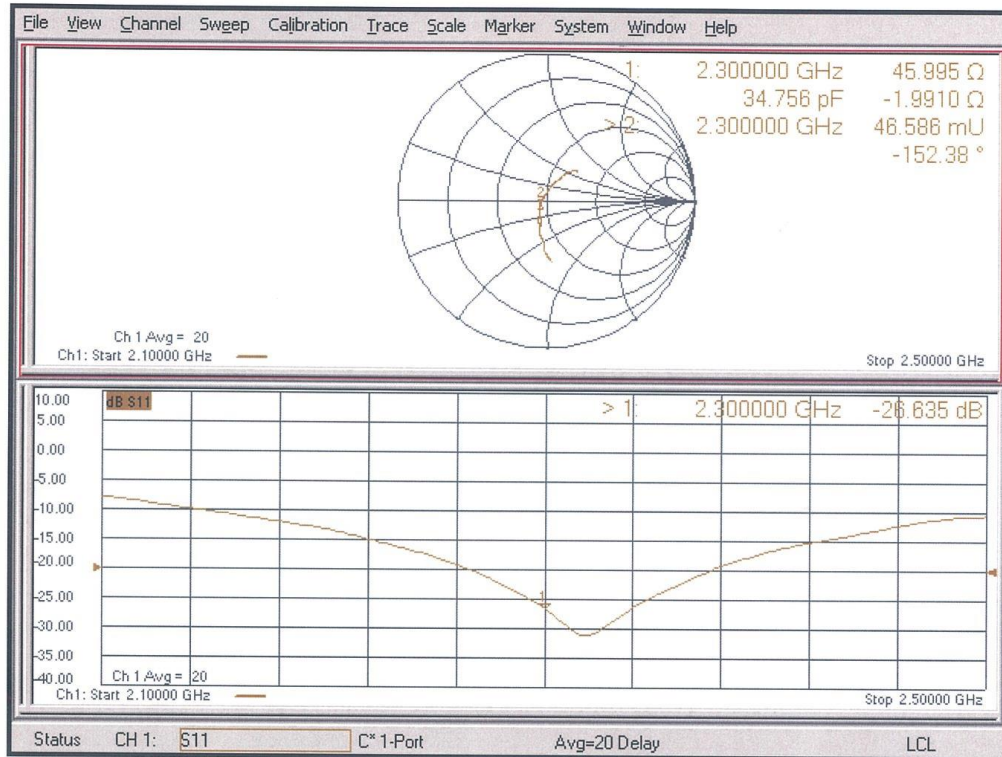 File View Channel Sweep Calibration Trace Scale Marker System Window Help
1: 2.300000 GHz 45.995 Ω
34.756 pF -1.9910 Ω
> 2: 2.300000 GHz 46.586 mU
-152.38 °
2
1
Ch 1 Avg = 20
Ch1: Start 2.10000 GHz
Stop 2.50000 GHz
dB S11
> 1: 2.300000 GHz -26.635 dB
10.00
5.00
0.00
-5.00
-10.00
-15.00
-20.00
-25.00
-30.00
-35.00
-40.00
1
Ch 1 Avg = 20
Ch1: Start 2.10000 GHz
Stop 2.50000 GHz
Status CH 1: S11 C* 1-Port Avg=20 Delay LCL